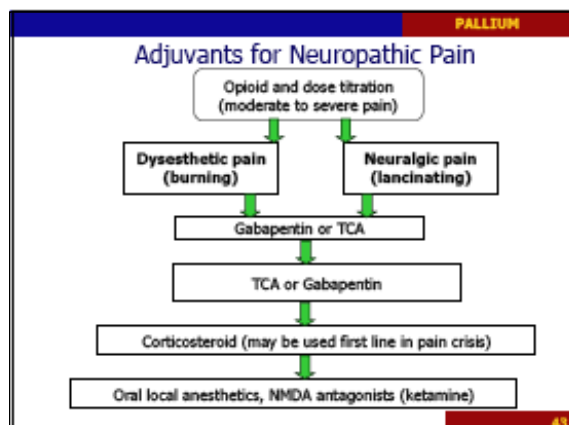 PALLIUM
Adjuvants for Neuropathic Pain
Opioid and dose titration
(moderate to severe pain)
Dysesthetic pain
(burning)
Neuralgic pain
(lancinating)
Gabapentin or TCA
TCA or Gabapentin
Corticosteroid (may be used first line in pain crisis)
Oral local anesthetics, NMDA antagonists (ketamine)
43